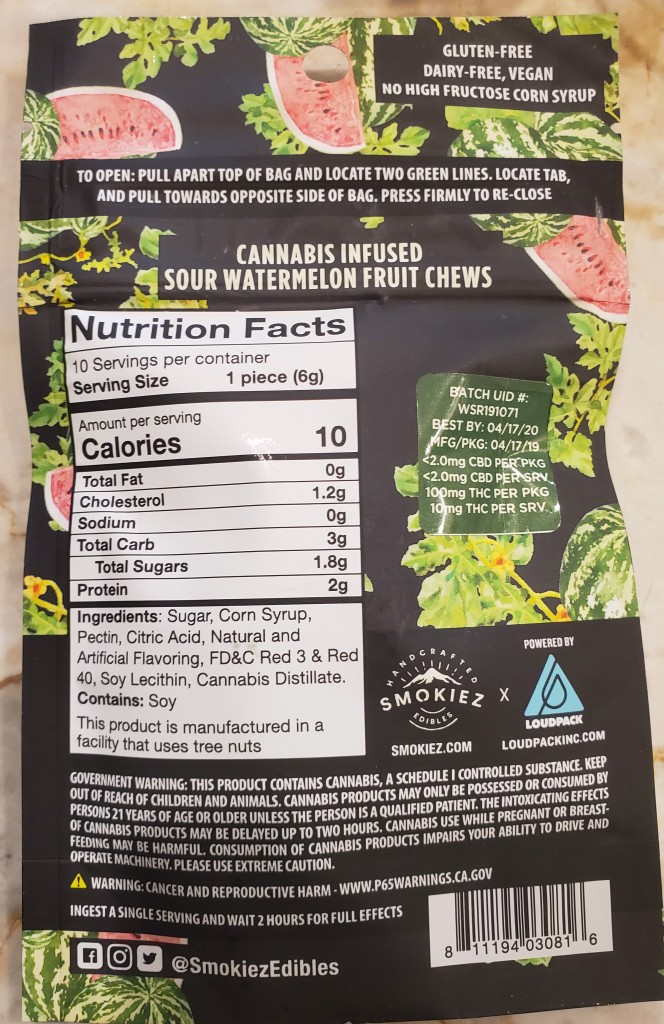 GLUTEN-FREE
DAIRY-FREE, VEGAN
NO HIGH FRUCTOSE CORN SYRUP
TO OPEN: PULL APART TOP OF BAG AND LOCATE TWO GREEN LINES. LOCATE TAB,
AND PULL TOWARDS OPPOSITE SIDE OF BAG. PRESS FIRMLY TO RE-CLOSE
CANNABIS INFUSED
SOUR WATERMELON FRUIT CHEWS
Nutrition Facts
10 Servings per container
Serving Size 1 piece (6g)
Amount per serving
Calories 10
Total Fat 0g
Cholesterol 1.2g
Sodium 0g
Total Carb 3g
Total Sugars 1.8g
Protein 2g
Ingredients: Sugar, Corn Syrup,
Pectin, Citric Acid, Natural and
Artificial Flavoring, FD&C Red 3 & Red
40, Soy Lecithin, Cannabis Distillate.
Contains: Soy
This product is manufactured in a
facility that uses tree nuts
BATCH UID #:
WSR191071
BEST BY: 04/17/20
MFG/PKG: 04/17/19
<2.0mg CBD PER PKG
<2.0mg CBD PER SRV
100mg THC PER PKG
10mg THC PER SRV
HANDCRAFTED
SMOKIEZ
EDIBLES
SMOKIEZ.COM
X
POWERED BY
LOUDPACK
LOUDPACKINC.COM
GOVERNMENT WARNING: THIS PRODUCT CONTAINS CANNABIS, A SCHEDULE I CONTROLLED SUBSTANCE. KEEP
OUT OF REACH OF CHILDREN AND ANIMALS. CANNABIS PRODUCTS MAY ONLY BE POSSESSED OR CONSUMED BY
PERSONS 21 YEARS OF AGE OR OLDER UNLESS THE PERSON IS A QUALIFIED PATIENT. THE INTOXICATING EFFECTS
OF CANNABIS PRODUCTS MAY BE DELAYED UP TO TWO HOURS. CANNABIS USE WHILE PREGNANT OR BREAST-
FEEDING MAY BE HARMFUL. CONSUMPTION OF CANNABIS PRODUCTS IMPAIRS YOUR ABILITY TO DRIVE AND
OPERATE MACHINERY. PLEASE USE EXTREME CAUTION.
WARNING: CANCER AND REPRODUCTIVE HARM - WWW.P65WARNINGS.CA.GOV
INGEST A SINGLE SERVING AND WAIT 2 HOURS FOR FULL EFFECTS
@SmokiezEdibles
8 11194 03081 6